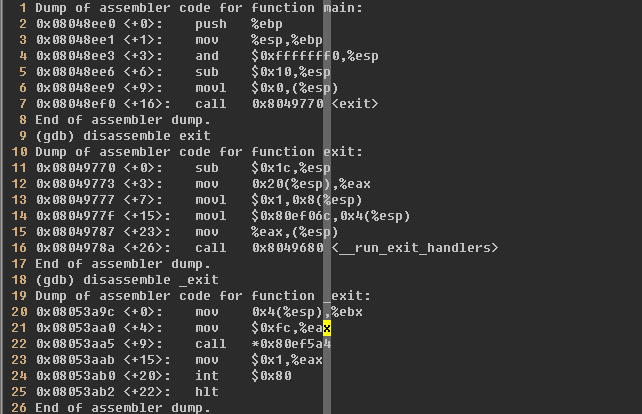 1 Dump of assembler code for function main:
2 0x08048ee0 <+0>: push %ebp
3 0x08048ee1 <+1>: mov %esp,%ebp
4 0x08048ee3 <+3>: and $0xfffffff0,%esp
5 0x08048ee6 <+6>: sub $0x10,%esp
6 0x08048ee9 <+9>: movl $0x0,(%esp)
7 0x08048ef0 <+16>: call 0x8049770 <exit>
8 End of assembler dump.
9 (gdb) disassemble exit
10 Dump of assembler code for function exit:
11 0x08049770 <+0>: sub $0x1c,%esp
12 0x08049773 <+3>: mov 0x20(%esp),%eax
13 0x08049777 <+7>: movl $0x1,0x8(%esp)
14 0x0804977f <+15>: movl $0x80ef06c,0x4(%esp)
15 0x08049787 <+23>: mov %eax,(%esp)
16 0x0804978a <+26>: call 0x8049680 <__run_exit_handlers>
17 End of assembler dump.
18 (gdb) disassemble _exit
19 Dump of assembler code for function _exit:
20 0x08053a9c <+0>: mov 0x4(%esp),%ebx
21 0x08053aa0 <+4>: mov $0xfc,%eax
22 0x08053aa5 <+9>: call *0x80ef5a4
23 0x08053aab <+15>: mov $0x1,%eax
24 0x08053ab0 <+20>: int $0x80
25 0x08053ab2 <+22>: hlt
26 End of assembler dump.